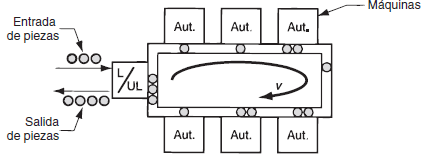 Máquinas
Entrada
de piezas
Aut. Aut. Aut.
L/UL
v
Salida
de piezas
Aut. Aut. Aut.